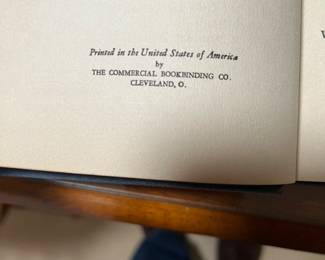 Printed in the United States of America
by
THE COMMERCIAL BOOKBINDING CO.
CLEVELAND, O.